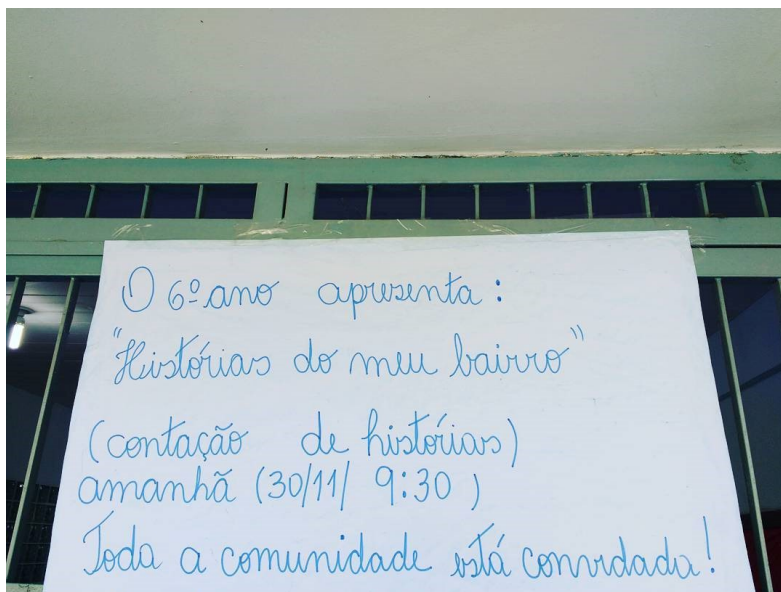 O 6º ano apresenta:
"Histórias do meu bairro"
(contação de histórias)
amanhã (30/11/ 9:30)
Toda a comunidade está convidada!